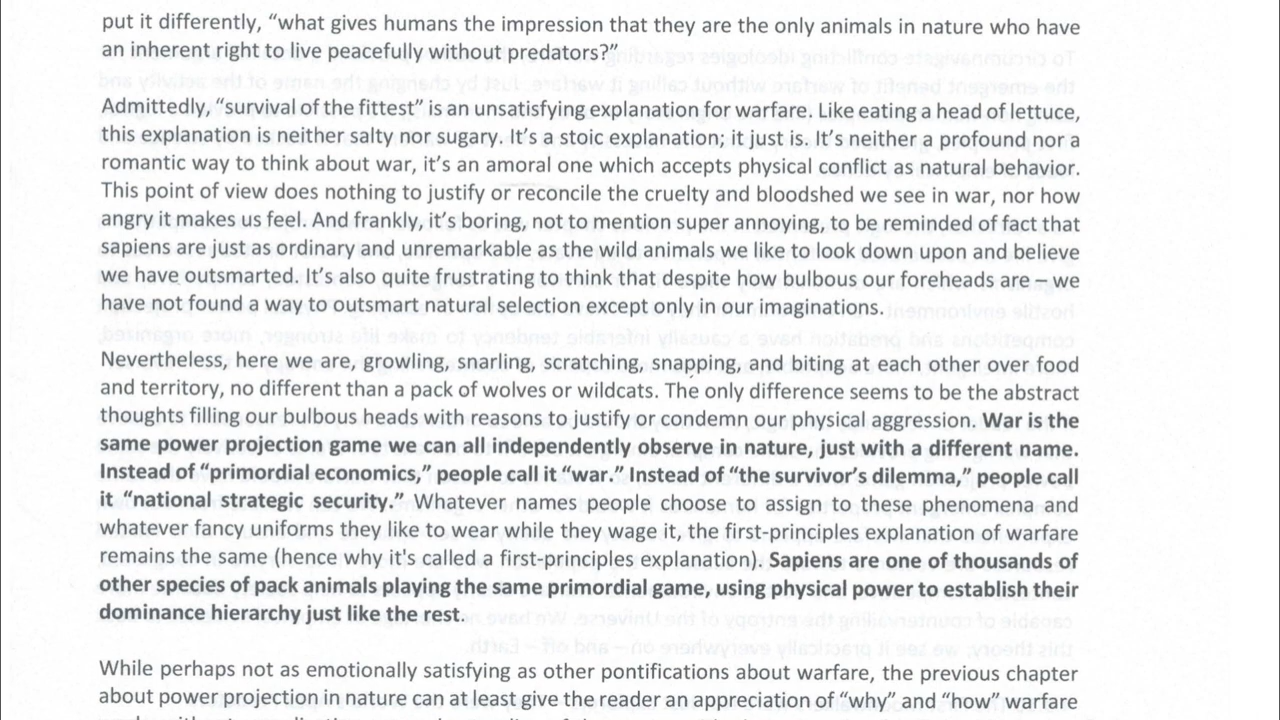 put it differently, “what gives humans the impression that they are the only animals in nature who have
an inherent right to live peacefully without predators?”
Admittedly, “survival of the fittest” is an unsatisfying explanation for warfare. Like eating a head of lettuce,
this explanation is neither salty nor sugary. It’s a stoic explanation; it just is. It’s neither a profound nor a
romantic way to think about war, it’s an amoral one which accepts physical conflict as natural behavior.
This point of view does nothing to justify or reconcile the cruelty and bloodshed we see in war, nor how
angry it makes us feel. And frankly, it’s boring, not to mention super annoying, to be reminded of fact that
sapiens are just as ordinary and unremarkable as the wild animals we like to look down upon and believe
we have outsmarted. It’s also quite frustrating to think that despite how bulbous our foraheads are – we
have not found a way to outsmart natural selection except only in our imaginations.
Nevertheless, here we are, growling, snarling, scratching, snapping, and biting at each other over food
and territory, no different than a pack of wolves or wildcats. The only difference seems to be the abstract
thoughts filling our bulbous heads with reasons to justify or condemn our physical aggression. War is the
same power projection game we can all independently observe in nature, just with a different name.
Instead of “primordial economics,” people call it “war.” Instead of “the survivor’s dilemma,” people call
it “national strategic security.” Whatever names people choose to assign to these phenomena and
whatever fancy uniforms they like to wear while they wage it, the first-principles explanation of warfare
remains the same (hence why it's called a first-principles explanation). Sapiens are one of thousands of
other species of pack animals playing the same primordial game, using physical power to establish their
dominance hierarchy just like the rest.
While perhaps not as emotionally satisfying as other pontifications about warfare, the previous chapter
about power projection in nature can at least give the reader an appreciation of “why” and “how” warfare